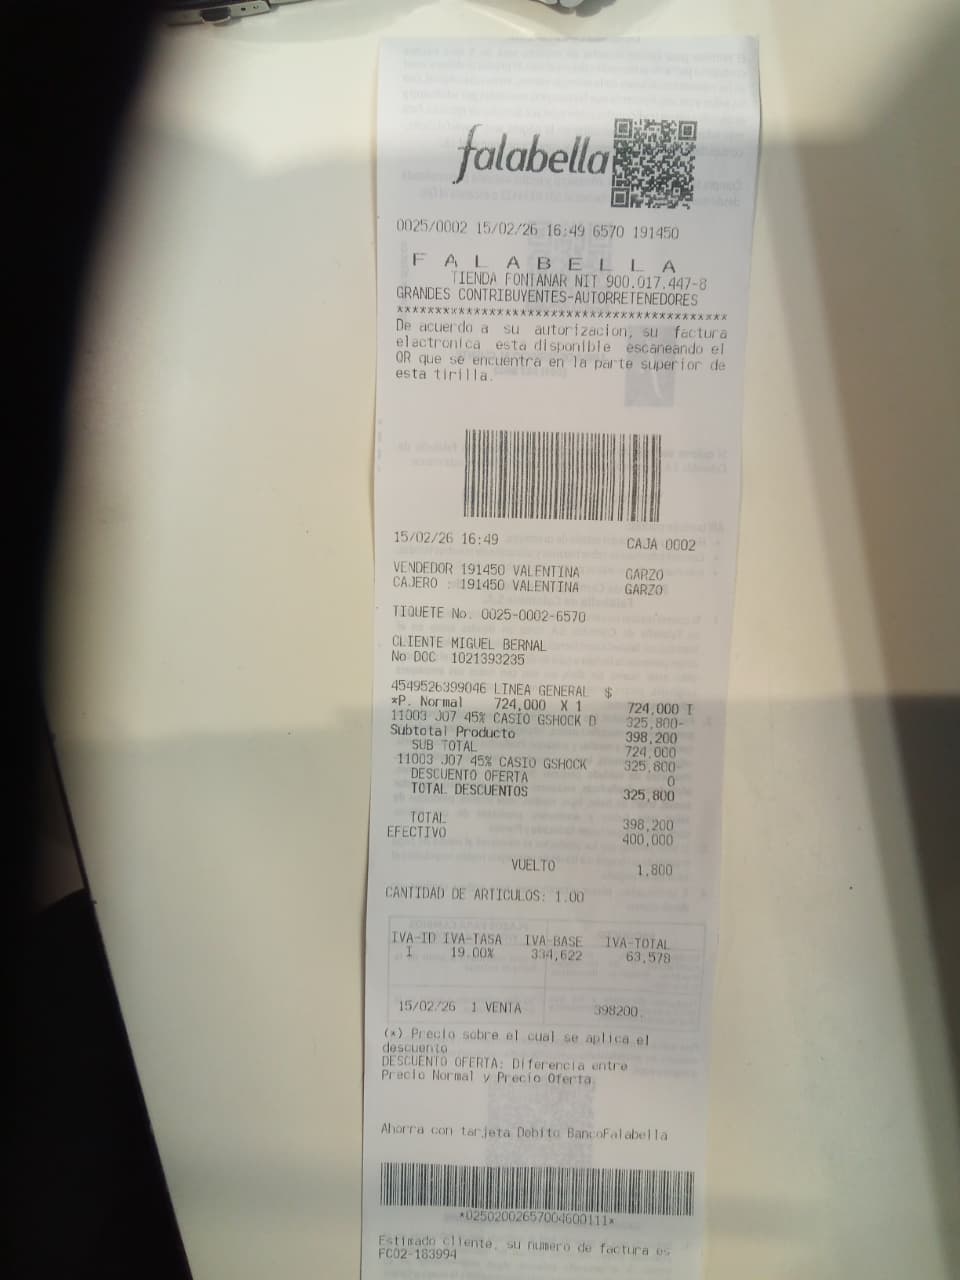 falabella
0025/0002 15/02/26 16:49 6570 191450
F A L A B E L L A
TIENDA FONTANAR NIT 900.017.447-8
GRANDES CONTRIBUYENTES-AUTORRETENEDORES
*******************************************
De acuerdo a su autorizacion, su factura
electronica esta disponible escaneando el
QR que se encuentra en la parte superior de
esta tirilla.
15/02/26 16:49 CAJA 0002
VENDEDOR 191450 VALENTINA GARZO
CAJERO : 191450 VALENTINA GARZO
TIQUETE No. 0025-0002-6570
CLIENTE MIGUEL BERNAL
No DOC 1021393235
4549526399046 LINEA GENERAL $
*P. Normal 724,000 X 1 724,000 I
11003 J07 45% CASIO GSHOCK D 325,800-
Subtotal Producto 398,200
SUB TOTAL 724,000
11003 J07 45% CASIO GSHOCK 325,800-
DESCUENTO OFERTA 0
TOTAL DESCUENTOS 325,800
TOTAL 398,200
EFECTIVO 400,000
VUELTO 1,800
CANTIDAD DE ARTICULOS: 1.00
IVA-ID IVA-TASA IVA-BASE IVA-TOTAL
I 19.00% 334,622 63,578
15/02/26 1 VENTA 398200.
(*) Precio sobre el cual se aplica el
descuento
DESCUENTO OFERTA: Diferencia entre
Precio Normal y Precio Oferta.
Ahorra con tarjeta Debito BancoFalabella
*02502002657004600111*
Estimado cliente, su numero de factura es
FC02-183994